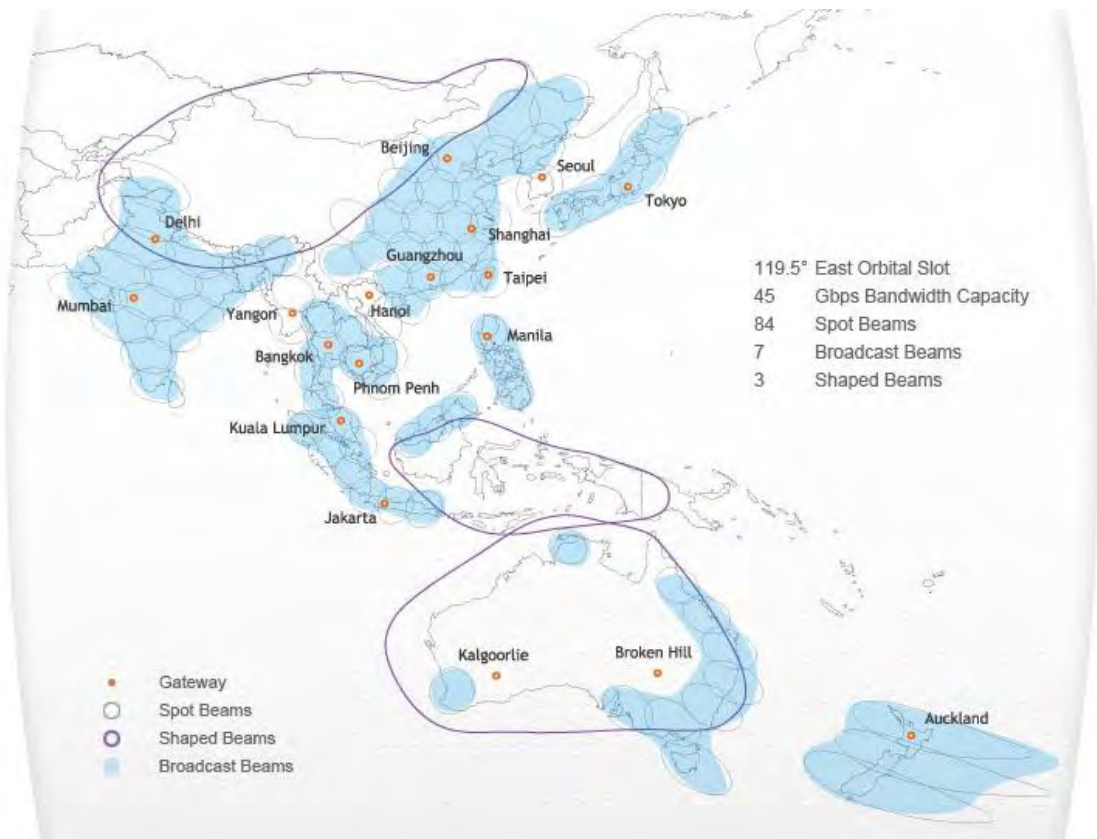 Beijing
Seoul
Tokyo
Delhi
Shanghai
Guangzhou
Taipei
119.5° East Orbital Slot
45 Gbps Bandwidth Capacity
84 Spot Beams
7 Broadcast Beams
3 Shaped Beams
Mumbai
Yangon
Hanoi
Manila
Bangkok
Phnom Penh
Kuala Lumpur
Jakarta
Kalgoorlie
Broken Hill
Auckland
Gateway
Spot Beams
Shaped Beams
Broadcast Beams